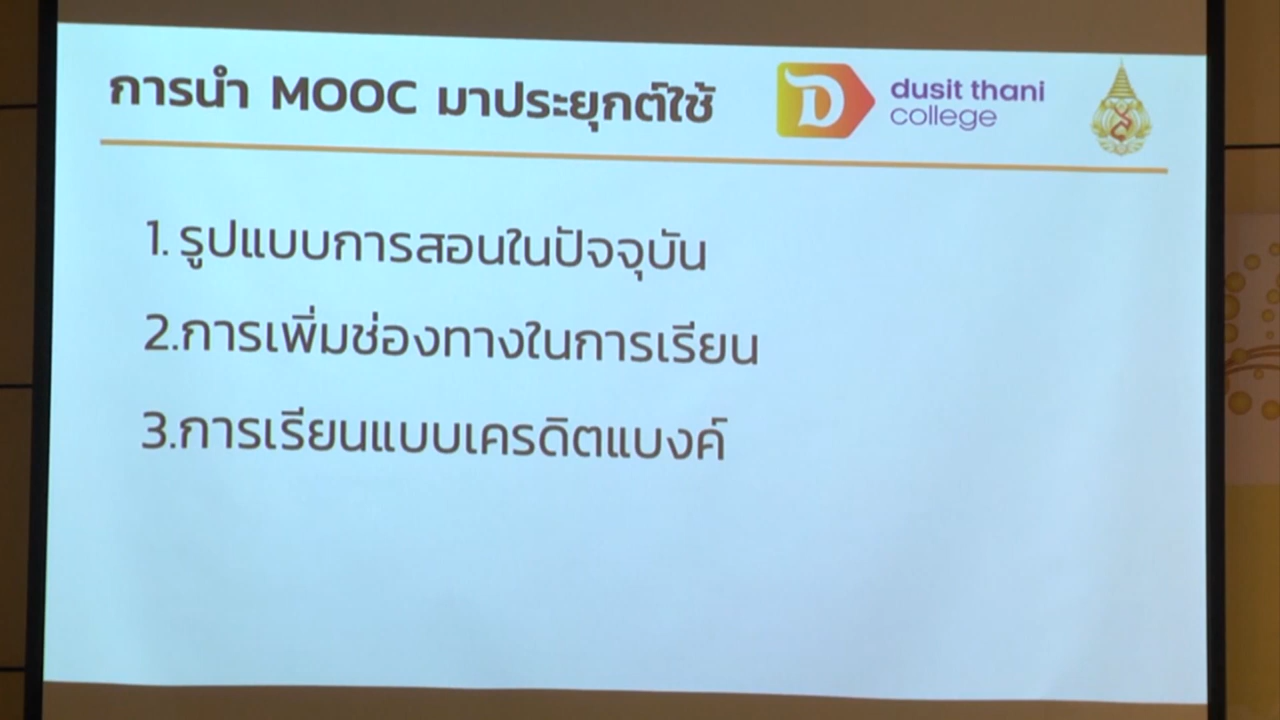 การนำ MOOC มาประยุกต์ใช้
dusit thani
college
1. รูปแบบการสอนในปัจจุบัน
2.การเพิ่มช่องทางในการเรียน
3.การเรียนแบบเครดิตแบงค์